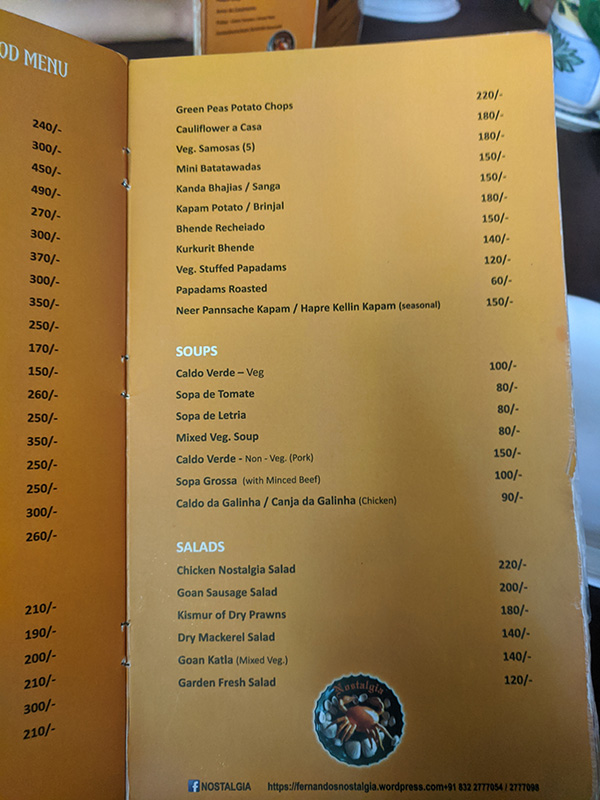 OD MENU
240/-
300/-
450/-
490/-
270/-
300/-
370/-
300/-
350/-
250/-
170/-
150/-
260/-
250/-
350/-
250/-
250/-
300/-
260/-
210/-
190/-
200/-
210/-
300/-
210/-
Green Peas Potato Chops 220/-
Cauliflower a Casa 180/-
Veg. Samosas (5) 180/-
Mini Batatawadas 150/-
Kanda Bhajias / Sanga 150/-
Kapam Potato / Brinjal 180/-
Bhende Recheiado 150/-
Kurkurit Bhende 140/-
Veg. Stuffed Papadams 120/-
Papadams Roasted 60/-
Neer Pannsache Kapam / Hapre Kellin Kapam (seasonal) 150/-
SOUPS
Caldo Verde – Veg 100/-
Sopa de Tomate 80/-
Sopa de Letria 80/-
Mixed Veg. Soup 80/-
Caldo Verde - Non - Veg. (Pork) 150/-
Sopa Grossa (with Minced Beef) 100/-
Caldo da Galinha / Canja da Galinha (Chicken) 90/-
SALADS
Chicken Nostalgia Salad 220/-
Goan Sausage Salad 200/-
Kismur of Dry Prawns 180/-
Dry Mackerel Salad 140/-
Goan Katla (Mixed Veg.) 140/-
Garden Fresh Salad 120/-
Nostalgia
NOSTALGIA https://fernandosnostalgia.wordpress.com+91 832 2777054 / 2777098